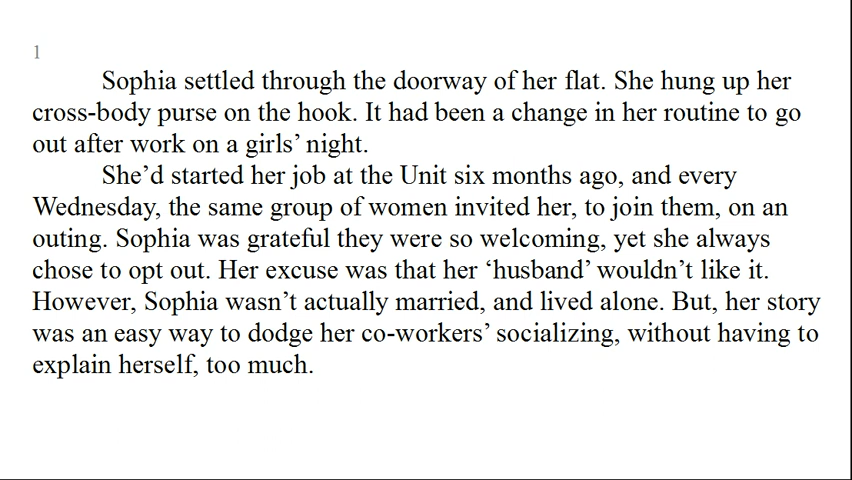 1
Sophia settled through the doorway of her flat. She hung up her
cross-body purse on the hook. It had been a change in her routine to go
out after work on a girls’ night.
She’d started her job at the Unit six months ago, and every
Wednesday, the same group of women invited her, to join them, on an
outing. Sophia was grateful they were so welcoming, yet she always
chose to opt out. Her excuse was that her ‘husband’ wouldn’t like it.
However, Sophia wasn’t actually married, and lived alone. But, her story
was an easy way to dodge her co-workers’ socializing, without having to
explain herself, too much.